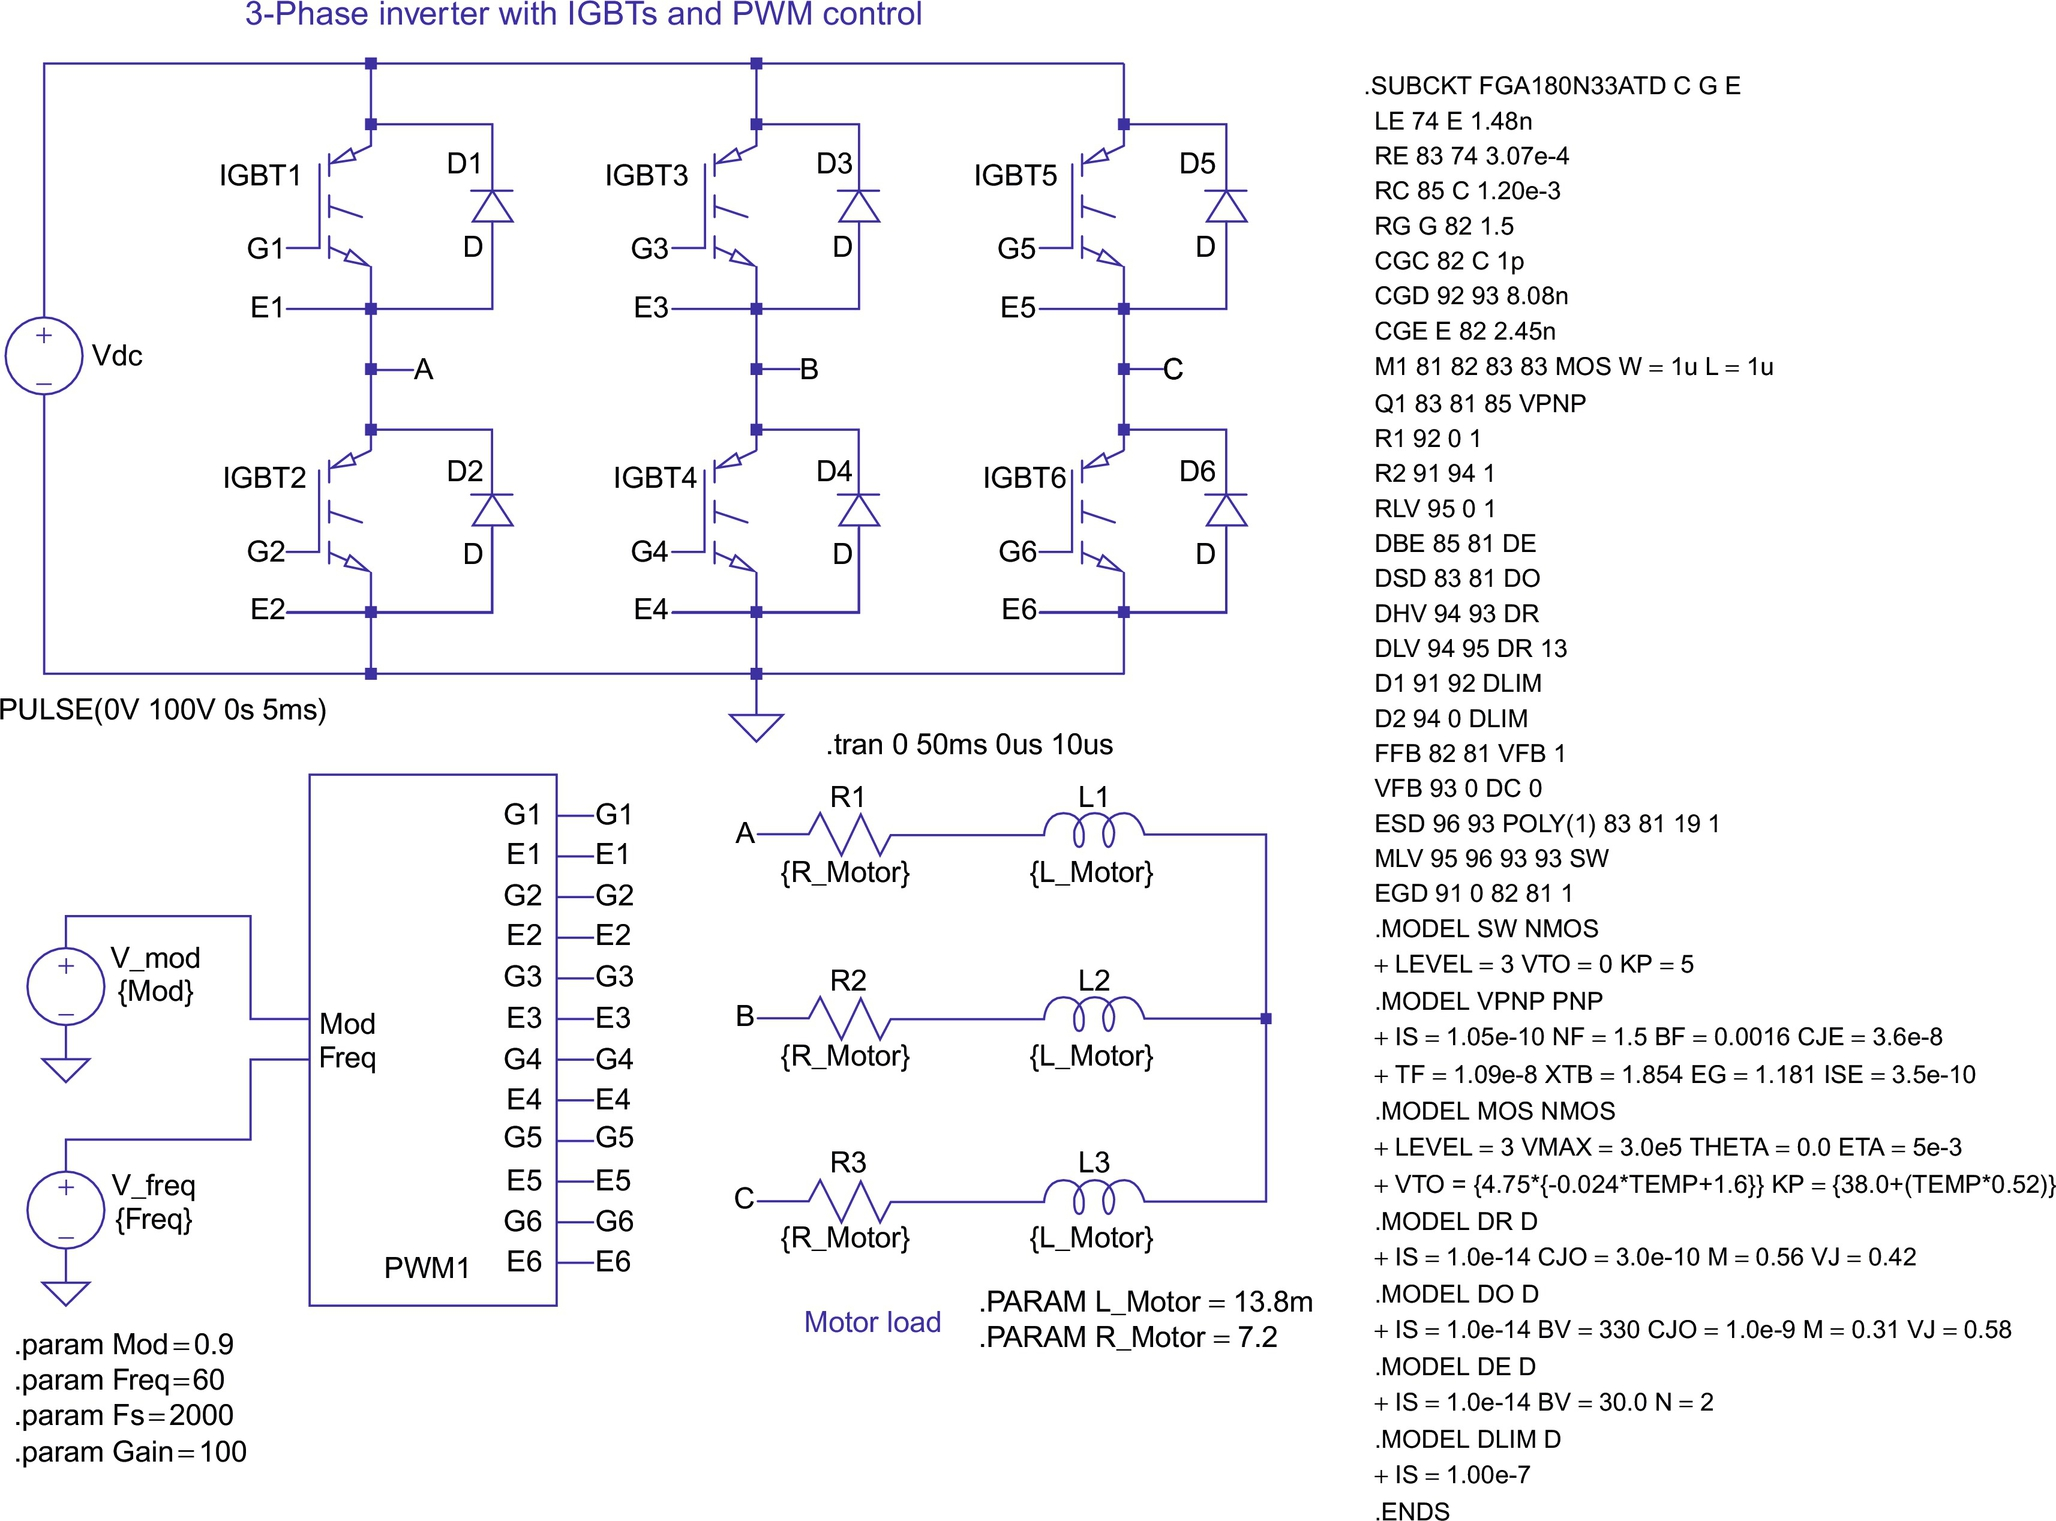 3-Phase inverter with IGBTs and PWM control
IGBT1
D1
G1
D
E1
IGBT3
D3
G3
D
E3
IGBT5
D5
G5
D
E5
+
−
Vdc
A
B
C
IGBT2
D2
G2
D
E2
IGBT4
D4
G4
D
E4
IGBT6
D6
G6
D
E6
PULSE(0V 100V 0s 5ms)
.tran 0 50ms 0us 10us
G1 G1
E1 E1
G2 G2
E2 E2
G3 G3
E3 E3
G4 G4
E4 E4
G5 G5
E5 E5
G6 G6
E6 E6
Mod
Freq
PWM1
+
−
V_mod
{Mod}
+
−
V_freq
{Freq}
.param Mod=0.9
.param Freq=60
.param Fs=2000
.param Gain=100
A
R1
{R_Motor}
L1
{L_Motor}
B
R2
{R_Motor}
L2
{L_Motor}
C
R3
{R_Motor}
L3
{L_Motor}
Motor load
.PARAM L_Motor = 13.8m
.PARAM R_Motor = 7.2
.SUBCKT FGA180N33ATD C G E
LE 74 E 1.48n
RE 83 74 3.07e-4
RC 85 C 1.20e-3
RG G 82 1.5
CGC 82 C 1p
CGD 92 93 8.08n
CGE E 82 2.45n
M1 81 82 83 83 MOS W = 1u L = 1u
Q1 83 81 85 VPNP
R1 92 0 1
R2 91 94 1
RLV 95 0 1
DBE 85 81 DE
DSD 83 81 DO
DHV 94 93 DR
DLV 94 95 DR 13
D1 91 92 DLIM
D2 94 0 DLIM
FFB 82 81 VFB 1
VFB 93 0 DC 0
ESD 96 93 POLY(1) 83 81 19 1
MLV 95 96 93 93 SW
EGD 91 0 82 81 1
.MODEL SW NMOS
+ LEVEL = 3 VTO = 0 KP = 5
.MODEL VPNP PNP
+ IS = 1.05e-10 NF = 1.5 BF = 0.0016 CJE = 3.6e-8
+ TF = 1.09e-8 XTB = 1.854 EG = 1.181 ISE = 3.5e-10
.MODEL MOS NMOS
+ LEVEL = 3 VMAX = 3.0e5 THETA = 0.0 ETA = 5e-3
+ VTO = {4.75*{-0.024*TEMP+1.6}} KP = {38.0+(TEMP*0.52)}
.MODEL DR D
+ IS = 1.0e-14 CJO = 3.0e-10 M = 0.56 VJ = 0.42
.MODEL DO D
+ IS = 1.0e-14 BV = 330 CJO = 1.0e-9 M = 0.31 VJ = 0.58
.MODEL DE D
+ IS = 1.0e-14 BV = 30.0 N = 2
.MODEL DLIM D
+ IS = 1.00e-7
.ENDS